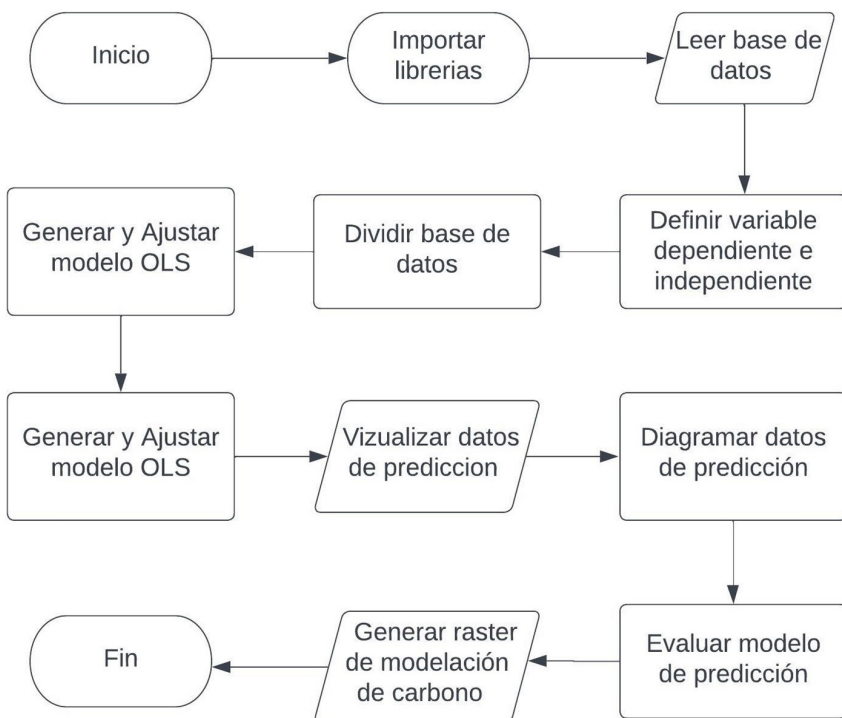 Inicio
Importar
librerias
Leer base de
datos
Definir variable
dependiente e
independiente
Dividir base de
datos
Generar y Ajustar
modelo OLS
Generar y Ajustar
modelo OLS
Vizualizar datos
de prediccion
Diagramar datos
de predicción
Evaluar modelo
de predicción
Generar raster
de modelación
de carbono
Fin